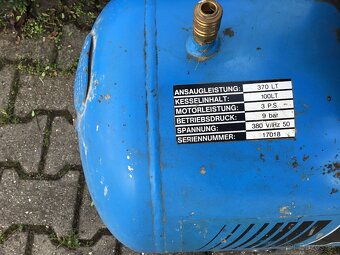 ANSAUGLEISTUNG: 370 LT
KESSELINHALT: 100LT
MOTORLEISTUNG: 3 P.S.
BETRIEBSDRUCK: 9 bar
SPANNUNG: 380 V/Hz 50
SERIENNUMMER: 17018